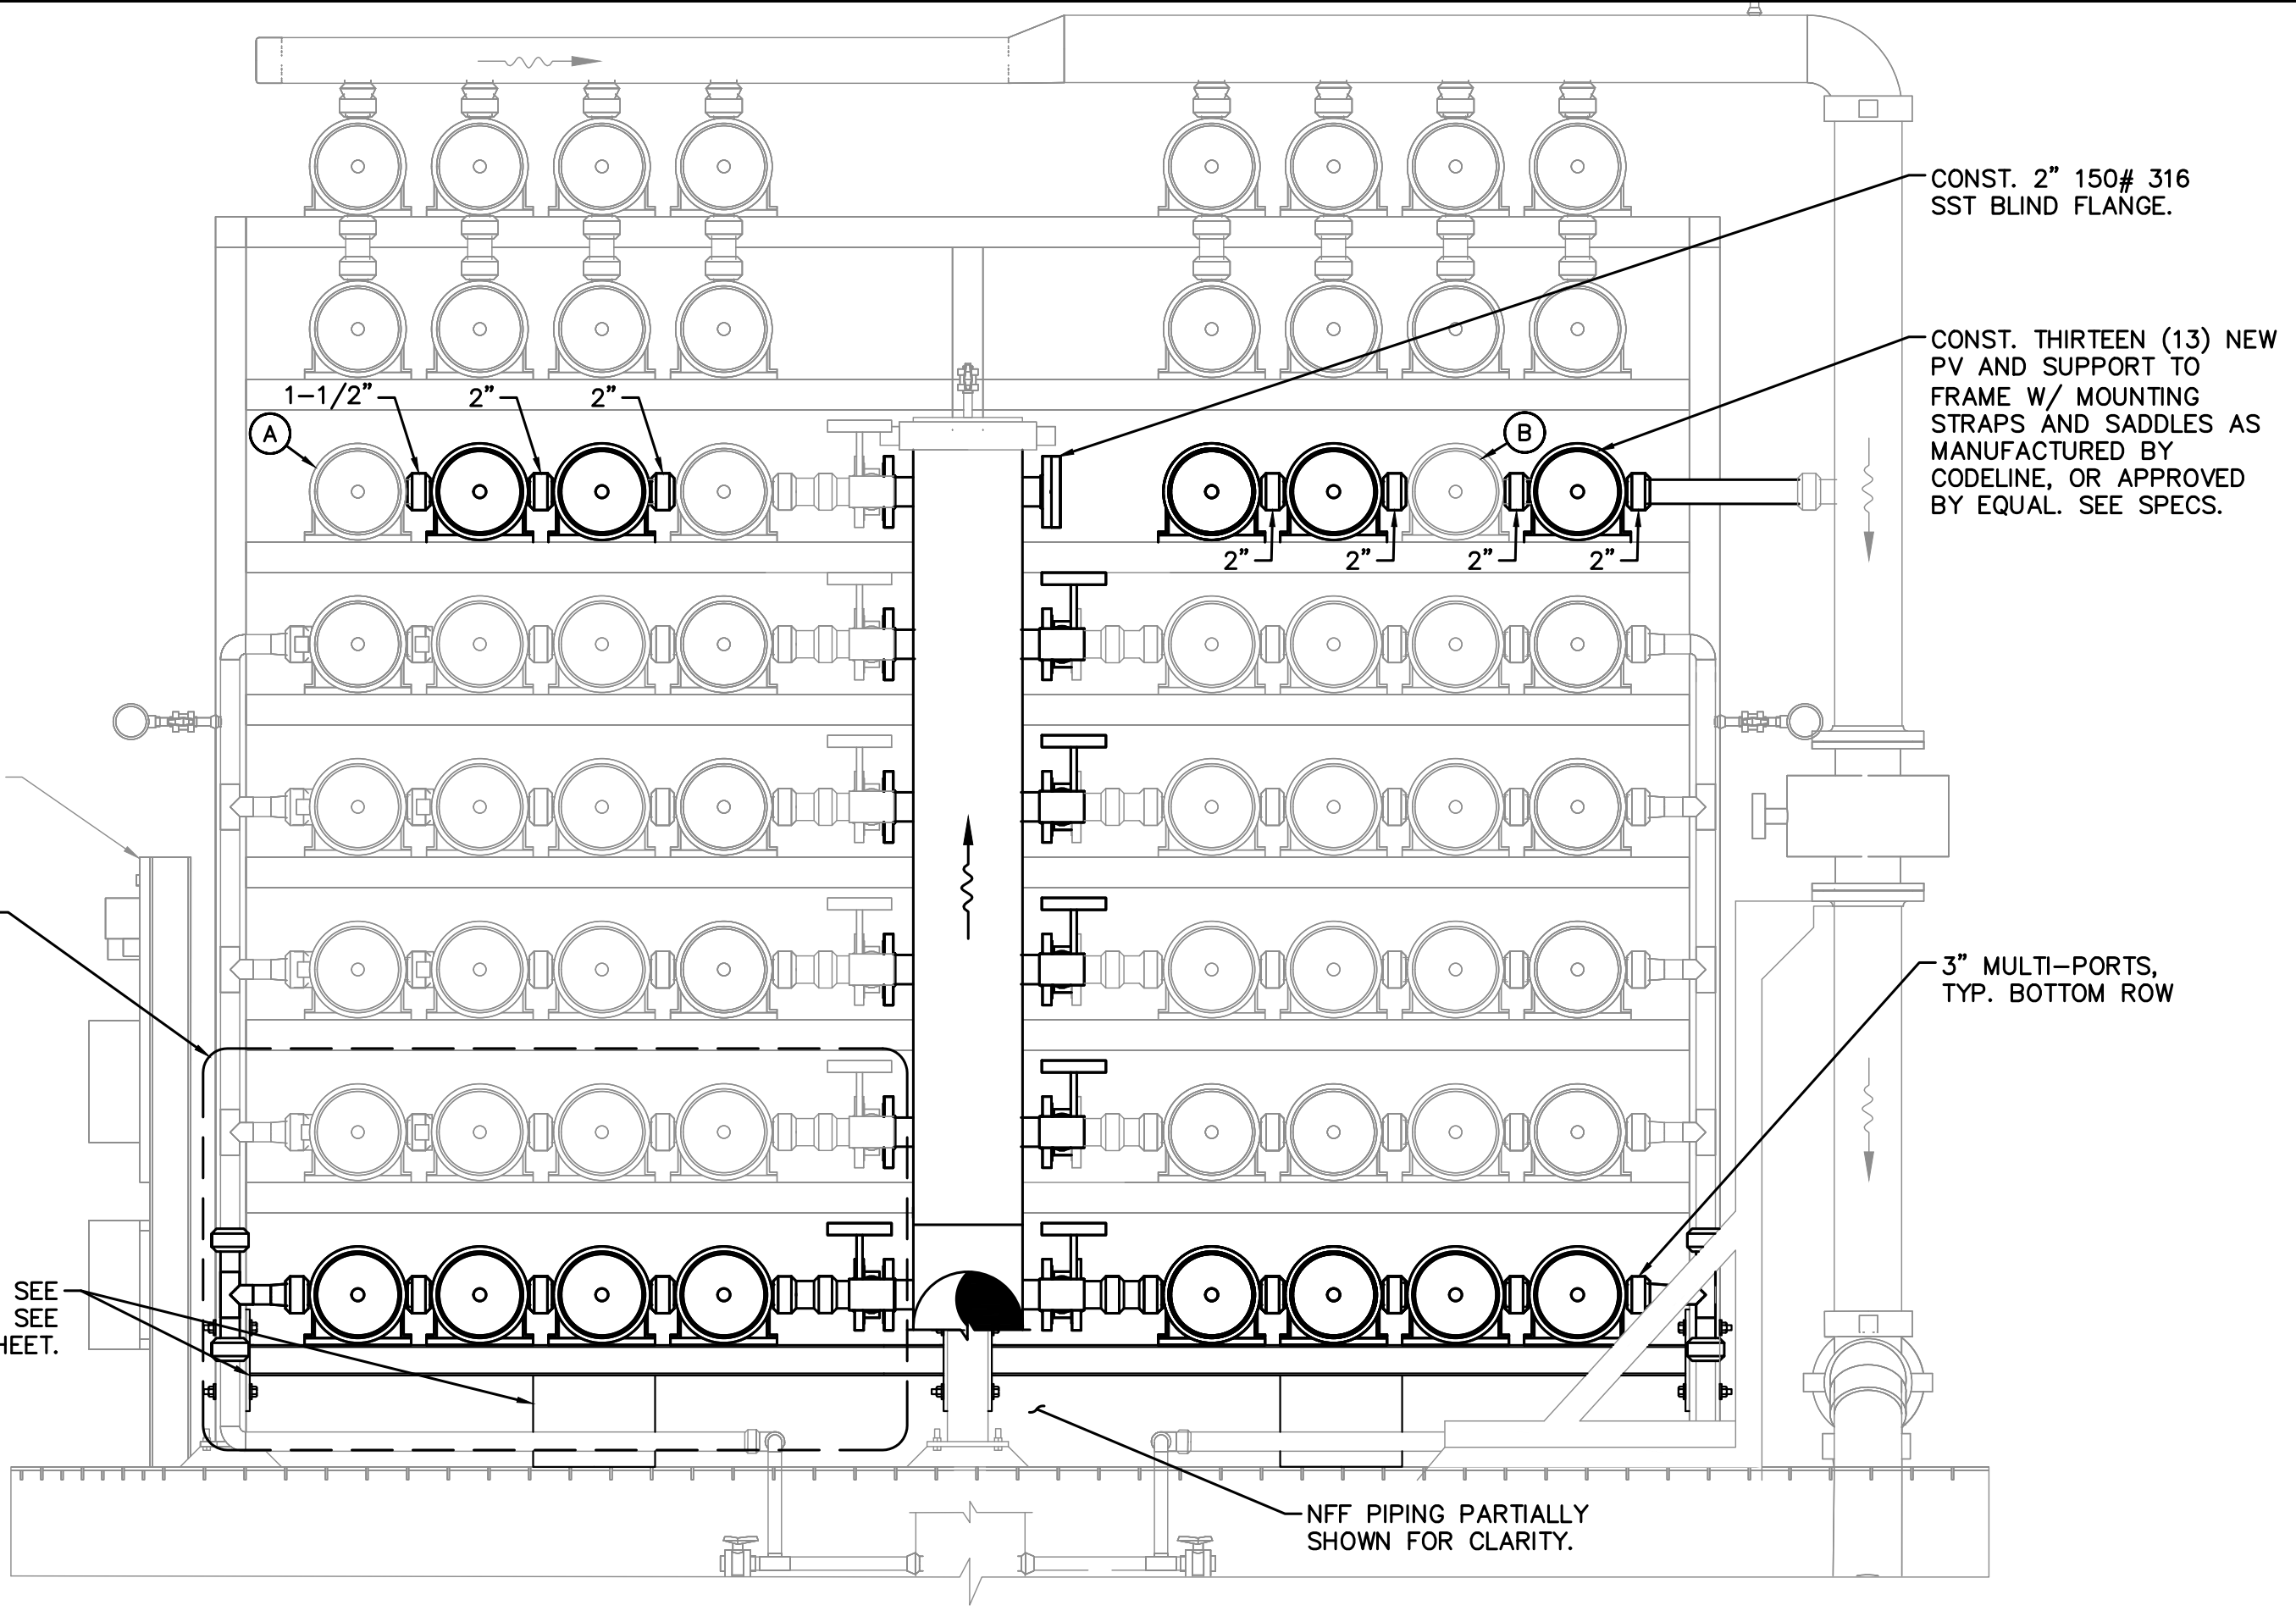 CONST. 2” 150# 316
SST BLIND FLANGE.
CONST. THIRTEEN (13) NEW
PV AND SUPPORT TO
FRAME W/ MOUNTING
STRAPS AND SADDLES AS
MANUFACTURED BY
CODELINE, OR APPROVED
BY EQUAL. SEE SPECS.
1-1/2”
2”
2”
A
B
2”
2”
2”
2”
3” MULTI-PORTS,
TYP. BOTTOM ROW
SEE
SEE
HEET.
NFF PIPING PARTIALLY
SHOWN FOR CLARITY.